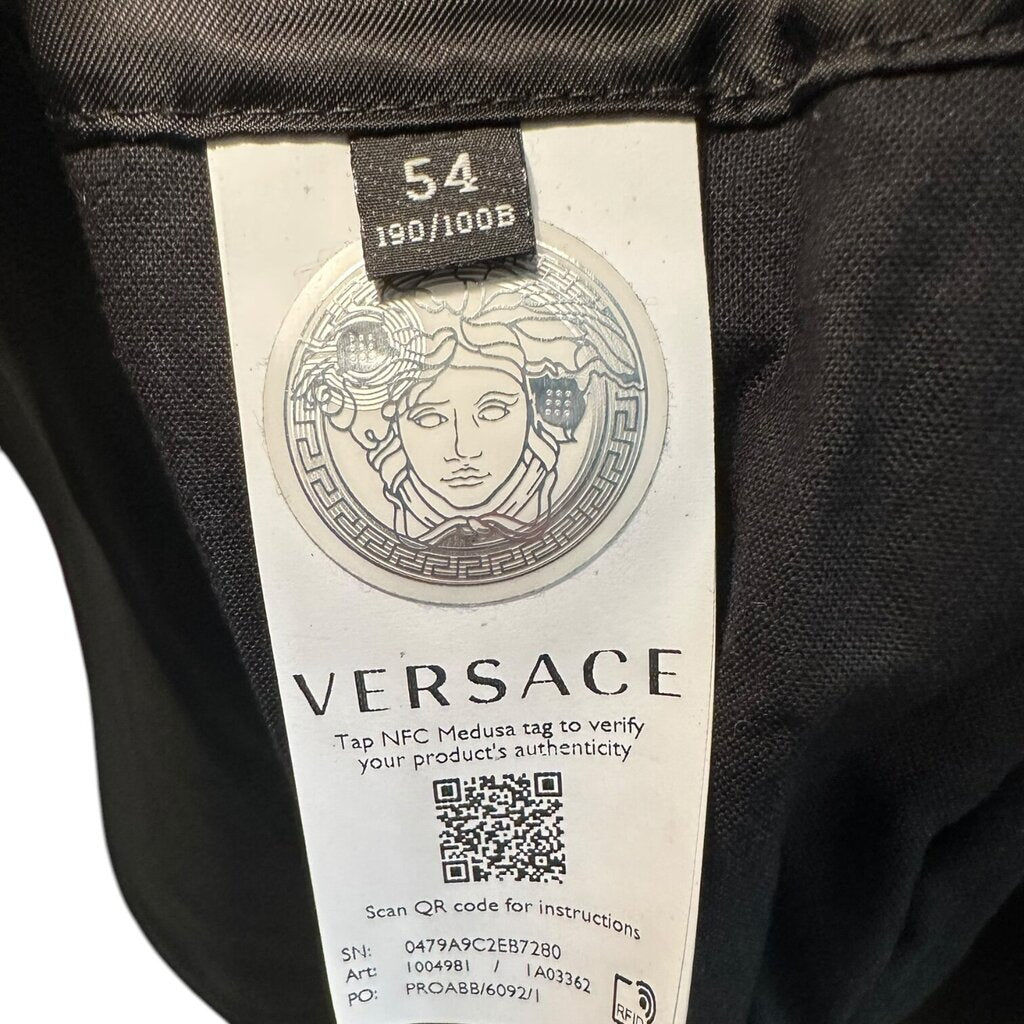 54
190/100B
VERSACE
Tap NFC Medusa tag to verify
your product's authenticity
Scan QR code for instructions
SN: 0479A9C2EB7280
Art: 1004981 / 1A03362
PO: PROABB/6092/1
RFID